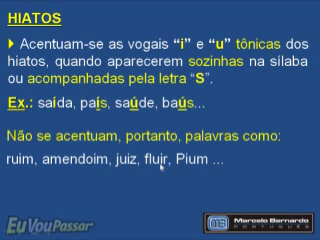 HIATOS
Acentuam-se as vogais “i” e “u” tônicas dos
hiatos, quando aparecerem sozinhas na sílaba
ou acompanhadas pela letra “S”.
Ex.: saída, país, saúde, baús...
Não se acentuam, portanto, palavras como:
ruim, amendoim, juiz, fluir, Pium ...
EuVouPassar
Marcelo Bernardo
PORTUGUÊS